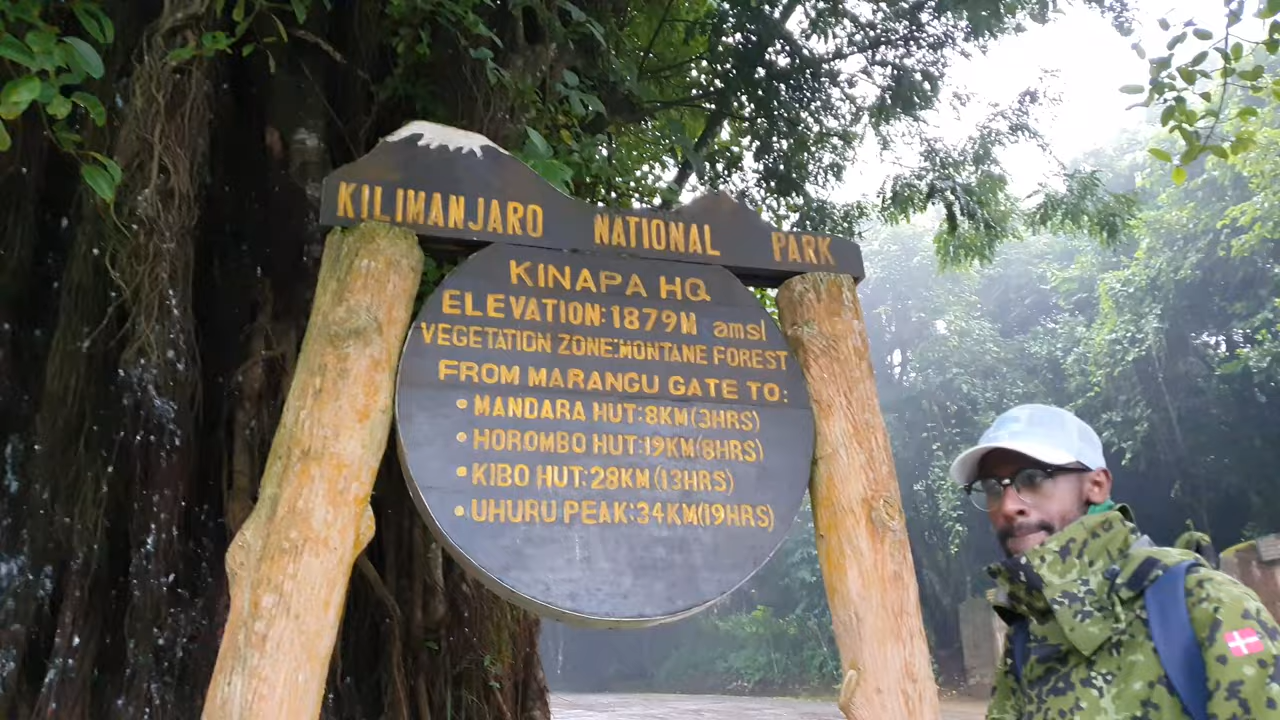 KILIMANJARO NATIONAL PARK
KINAPA HQ
ELEVATION:1879M amsl
VEGETATION ZONE:MONTANE FOREST
FROM MARANGU GATE TO:
• MANDARA HUT:8KM(3HRS)
• HOROMBO HUT:19KM(8HRS)
• KIBO HUT:28KM(13HRS)
• UHURU PEAK:34KM(19HRS)